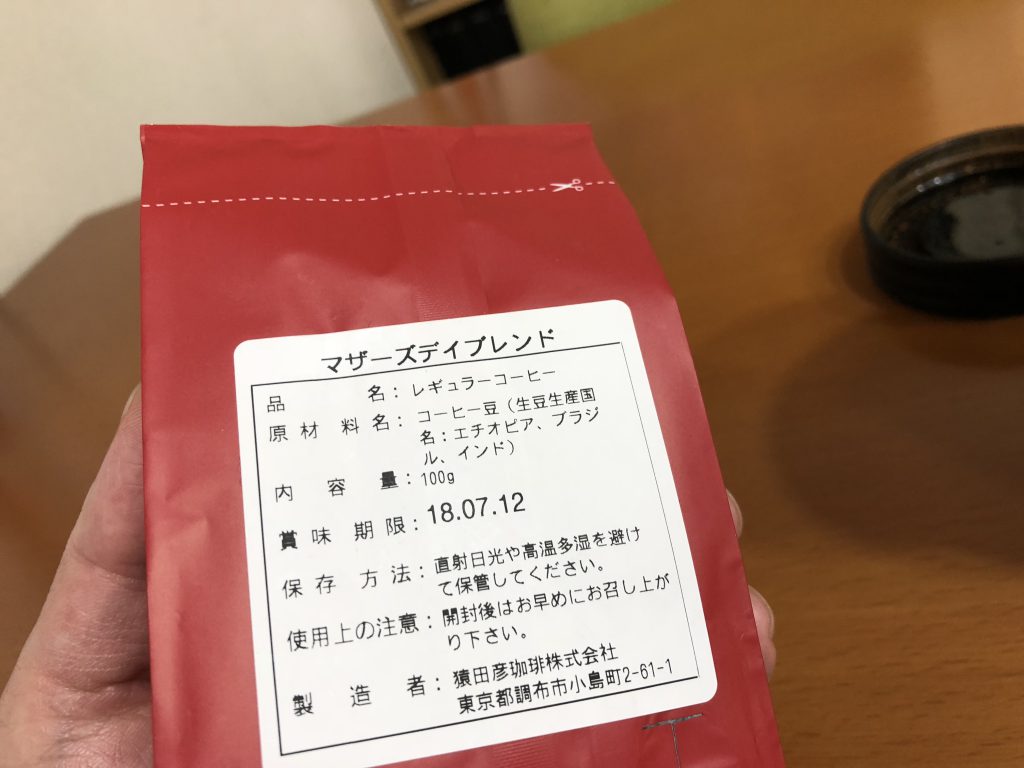 マザーズデイブレンド
品名：レギュラーコーヒー
原材料名：コーヒー豆（生豆生産国
名：エチオピア、ブラジ
ル、インド）
内容量：100g
賞味期限：18.07.12
保存方法：直射日光や高温多湿を避け
て保管してください。
使用上の注意：開封後はお早めにお召し上が
り下さい。
製造者：猿田彦珈琲株式会社
東京都調布市小島町2-61-1